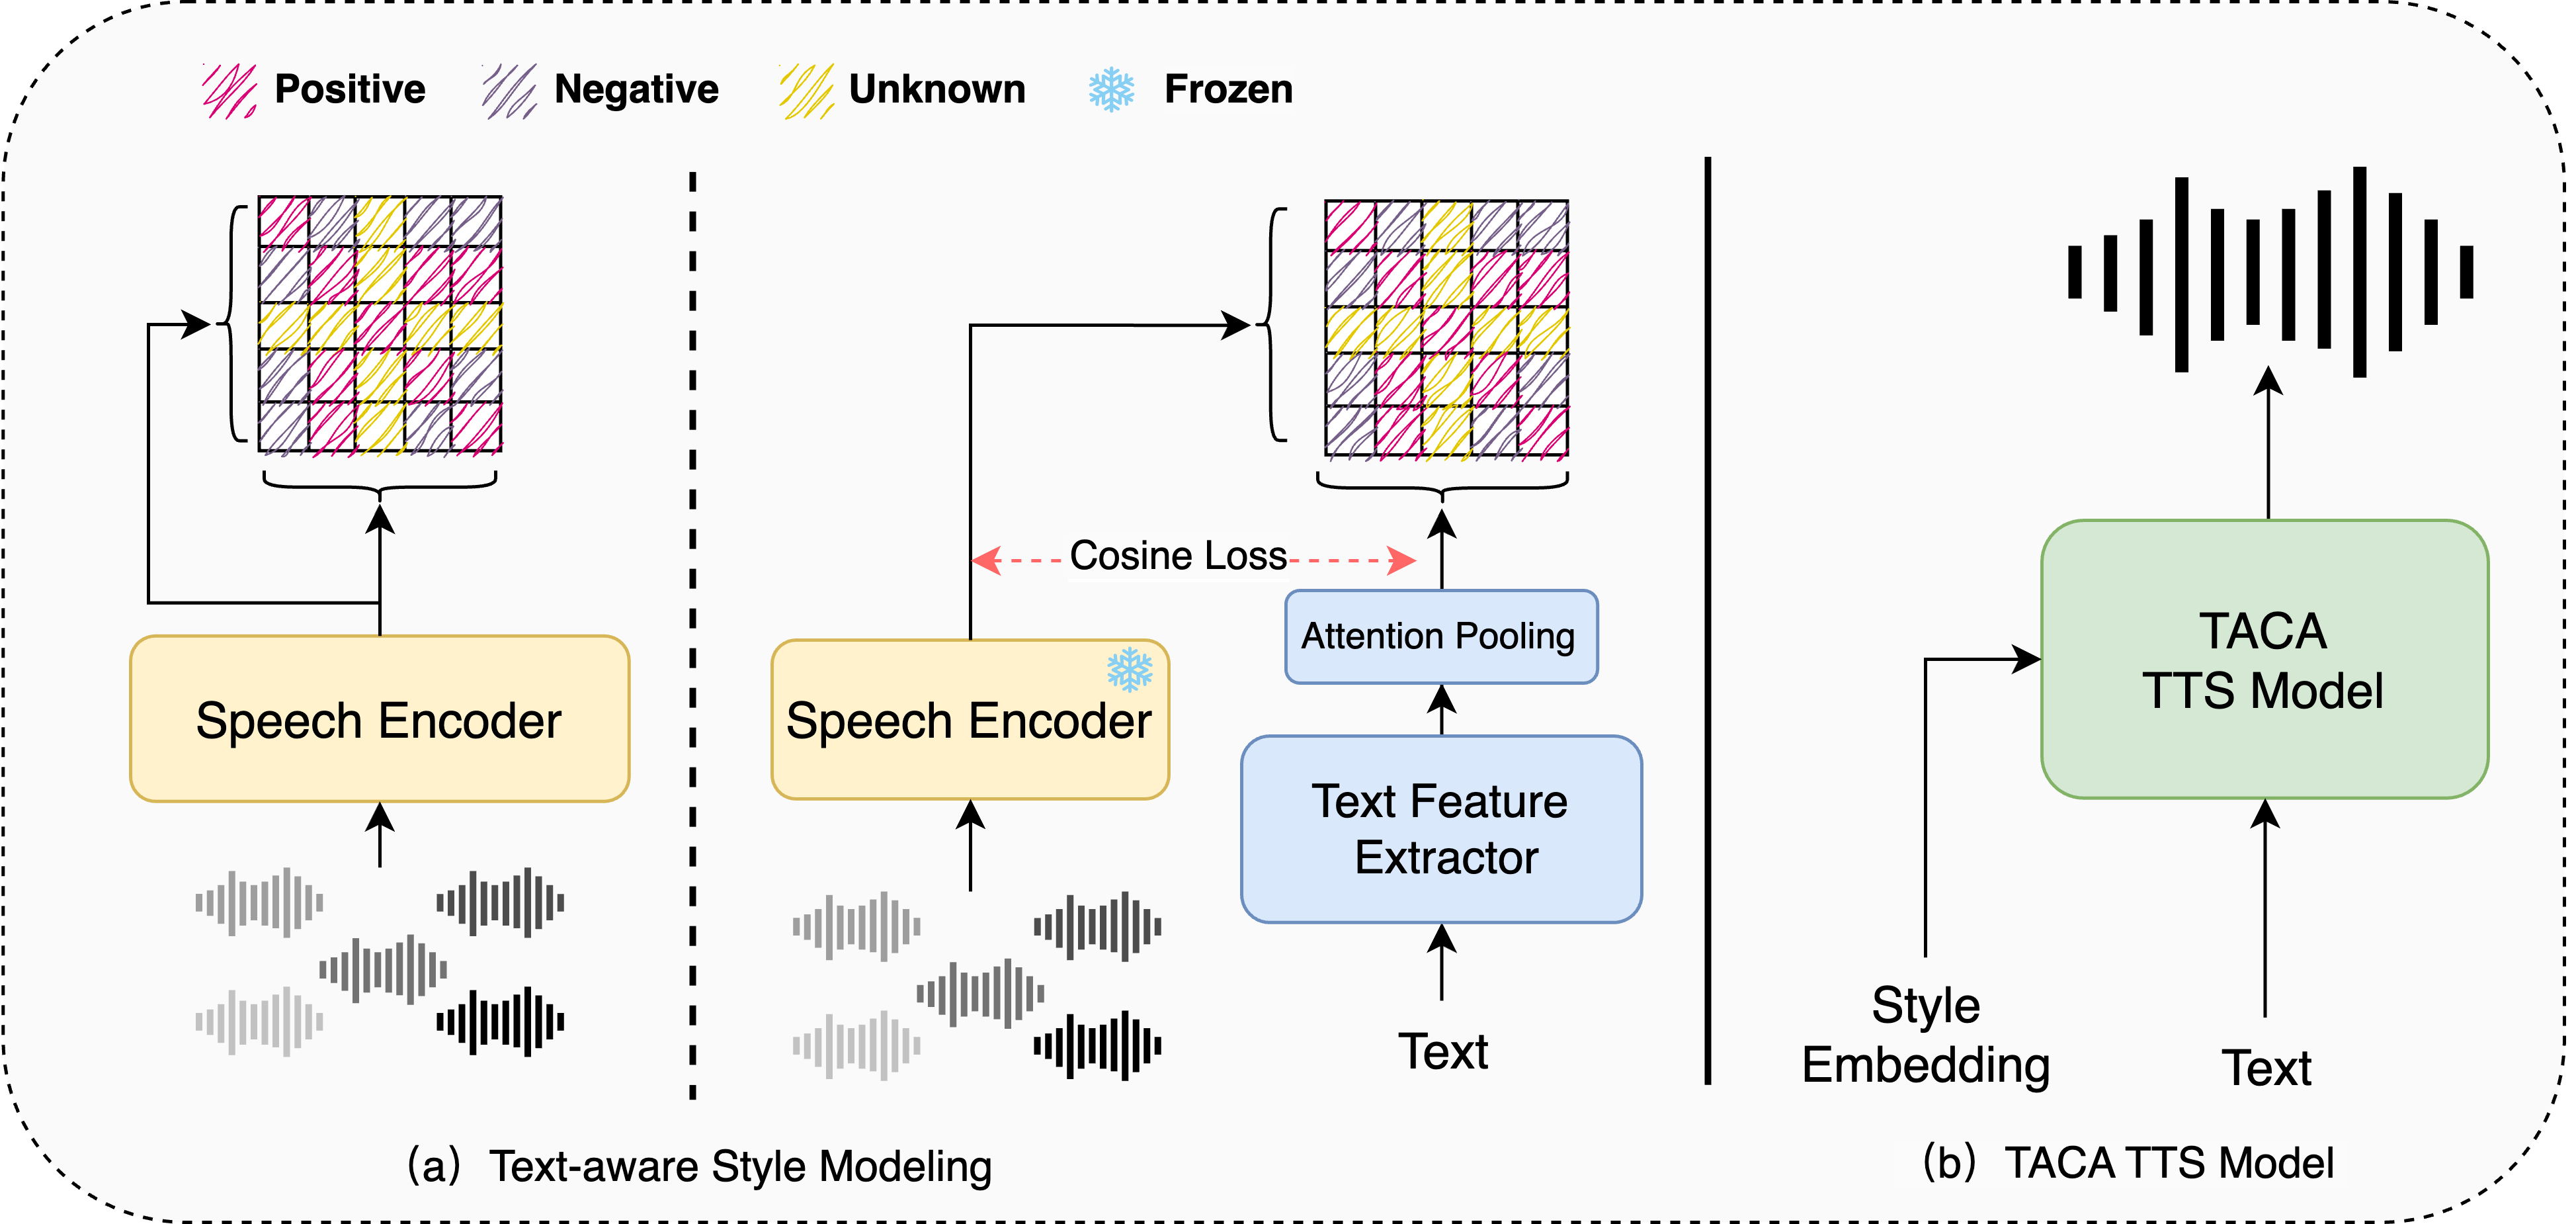 Positive Negative Unknown Frozen
Cosine Loss
Attention Pooling
Speech Encoder
Speech Encoder
Text Feature
Extractor
Text
TACA
TTS Model
Style
Embedding
Text
(a) Text-aware Style Modeling
(b) TACA TTS Model